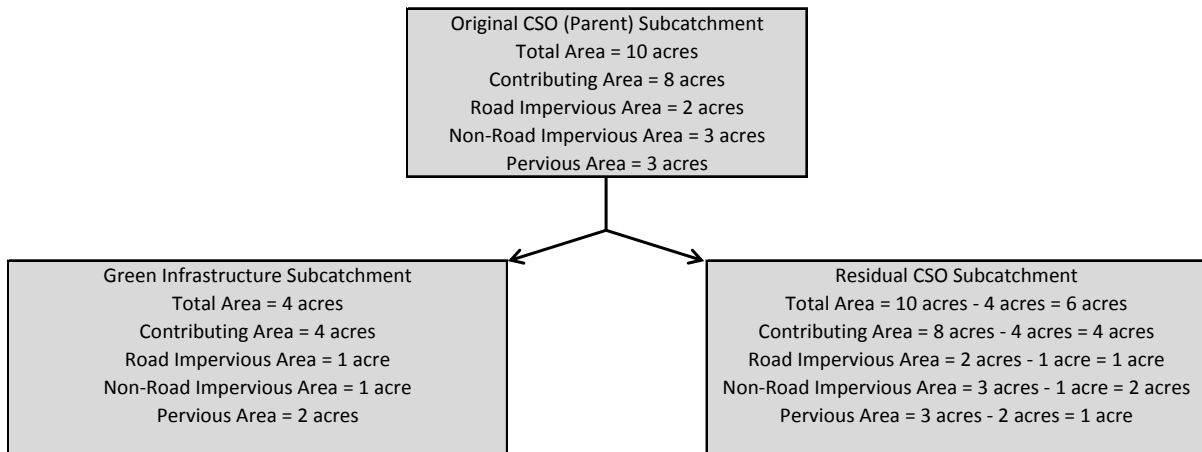 Original CSO (Parent) Subcatchment
Total Area = 10 acres
Contributing Area = 8 acres
Road Impervious Area = 2 acres
Non-Road Impervious Area = 3 acres
Pervious Area = 3 acres
Green Infrastructure Subcatchment
Total Area = 4 acres
Contributing Area = 4 acres
Road Impervious Area = 1 acre
Non-Road Impervious Area = 1 acre
Pervious Area = 2 acres
Residual CSO Subcatchment
Total Area = 10 acres - 4 acres = 6 acres
Contributing Area = 8 acres - 4 acres = 4 acres
Road Impervious Area = 2 acres - 1 acre = 1 acre
Non-Road Impervious Area = 3 acres - 1 acre = 2 acres
Pervious Area = 3 acres - 2 acres = 1 acre